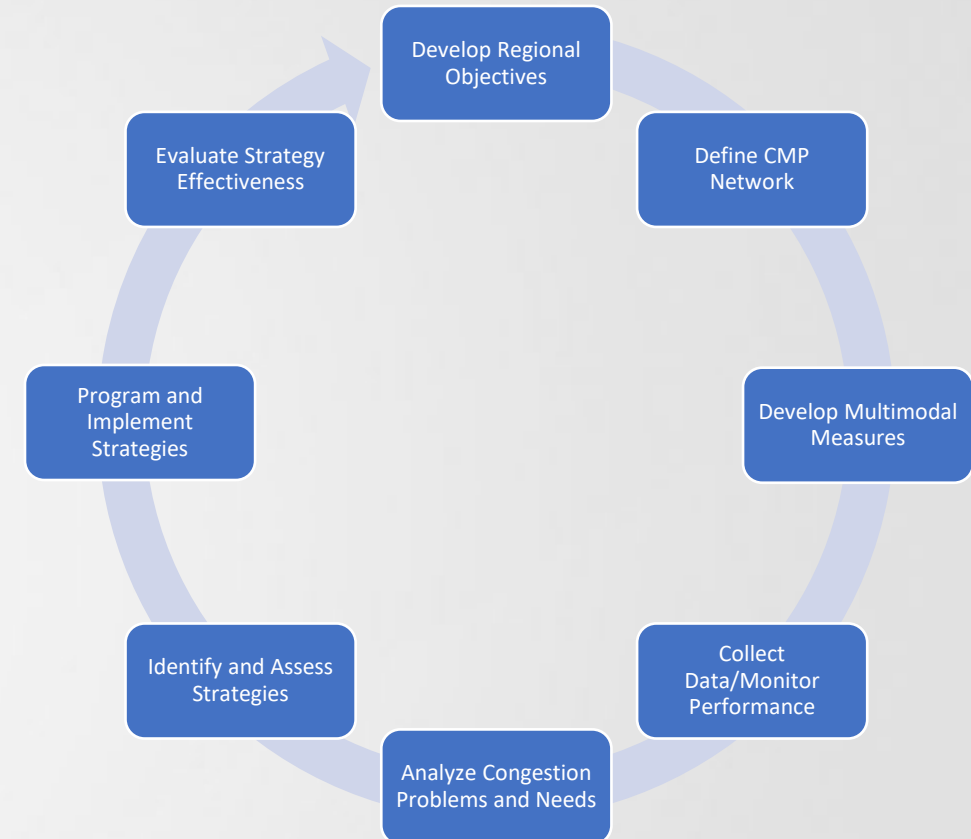 Develop Regional
Objectives
Define CMP
Network
Develop Multimodal
Measures
Collect
Data/Monitor
Performance
Analyze Congestion
Problems and Needs
Identify and Assess
Strategies
Program and
Implement
Strategies
Evaluate Strategy
Effectiveness